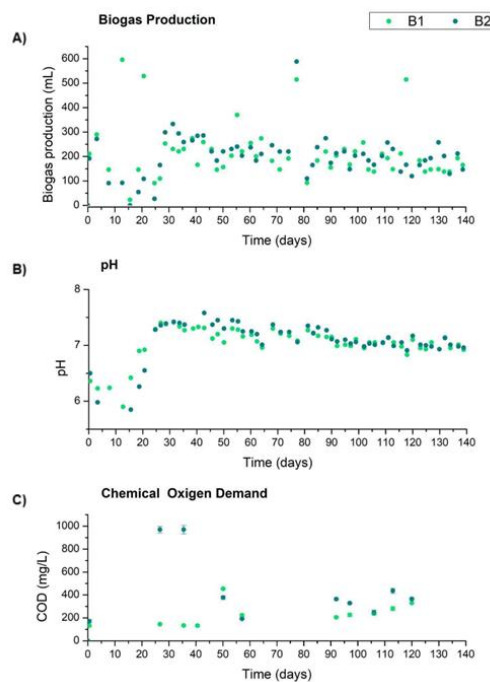 Biogas Production
B1 B2
A)
Biogas production (mL)
600
500
400
300
200
100
0
0 10 20 30 40 50 60 70 80 90 100 110 120 130 140
Time (days)
B)
pH
pH
8
7
6
0 10 20 30 40 50 60 70 80 90 100 110 120 130 140
Time (days)
C)
Chemical Oxigen Demand
COD (mg/L)
1000
800
600
400
200
0
0 10 20 30 40 50 60 70 80 90 100 110 120 130 140
Time (days)